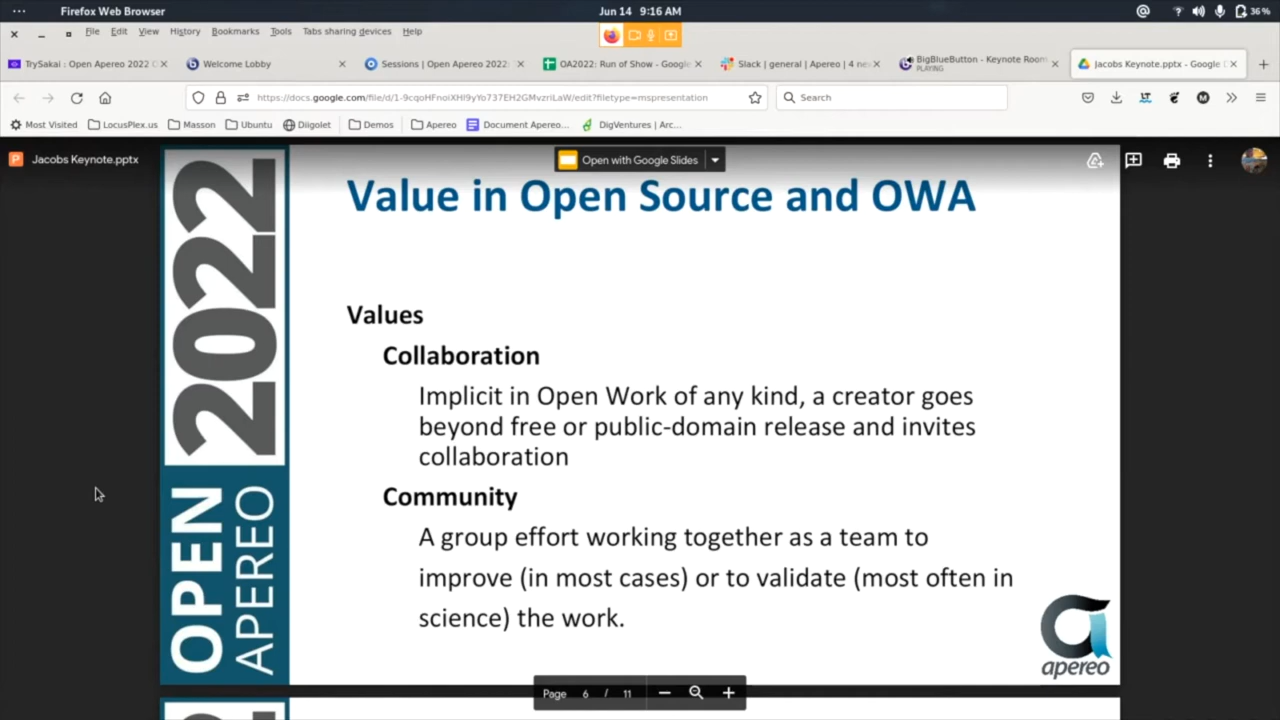 Firefox Web Browser
Jun 14 9:16 AM
36 %
File Edit View History Bookmarks Tools Tabs sharing devices Help
TrySakai : Open Apereo 2022 C
Welcome Lobby
Sessions | Open Apereo 2022:
OA2022: Run of Show - Google
Slack | general | Apereo | 4 ne
BigBlueButton - Keynote Room
PLAYING
Jacobs Keynote.pptx - Google D
Search
Most Visited
LocusPlex.us
Masson
Ubuntu
Diigolet
Demos
Apereo
Document Apereo...
DigVentures | Arc...
Jacobs Keynote.pptx
Open with Google Slides
OPEN
APEREO
2022
Value in Open Source and OWA
Values
Collaboration
Implicit in Open Work of any kind, a creator goes
beyond free or public-domain release and invites
collaboration
Community
A group effort working together as a team to
improve (in most cases) or to validate (most often in
science) the work.
apereo
Page 6 / 11